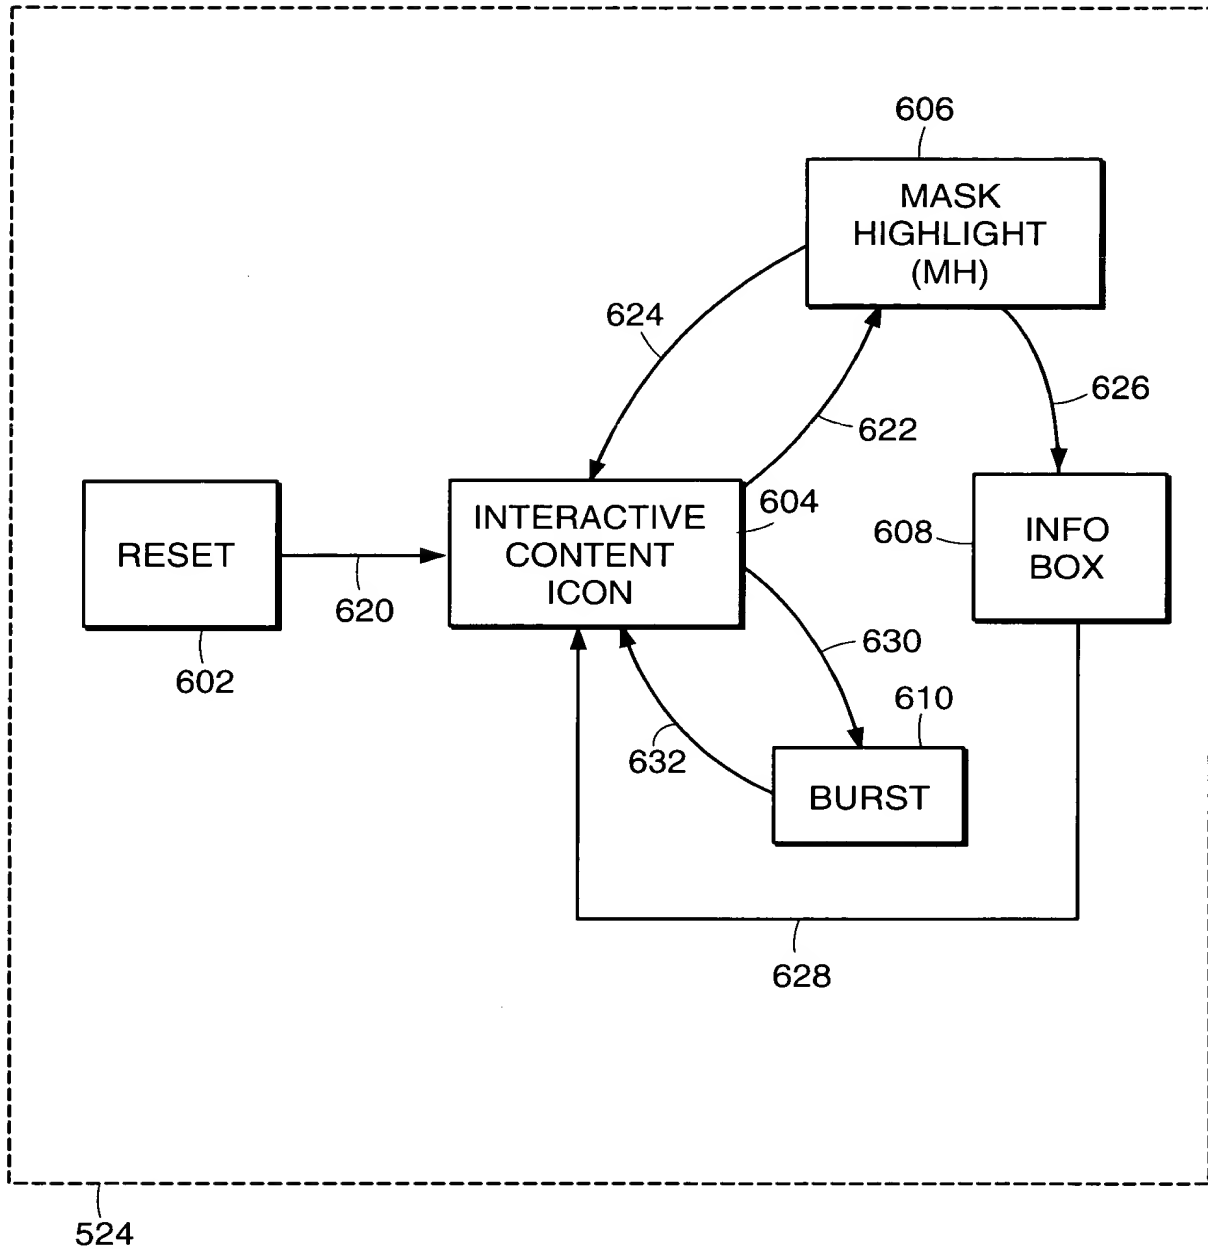 606
MASK
HIGHLIGHT
(MH)
624
622
626
RESET
602
620
INTERACTIVE
CONTENT
ICON
604
608
INFO
BOX
630
610
632
BURST
628
524